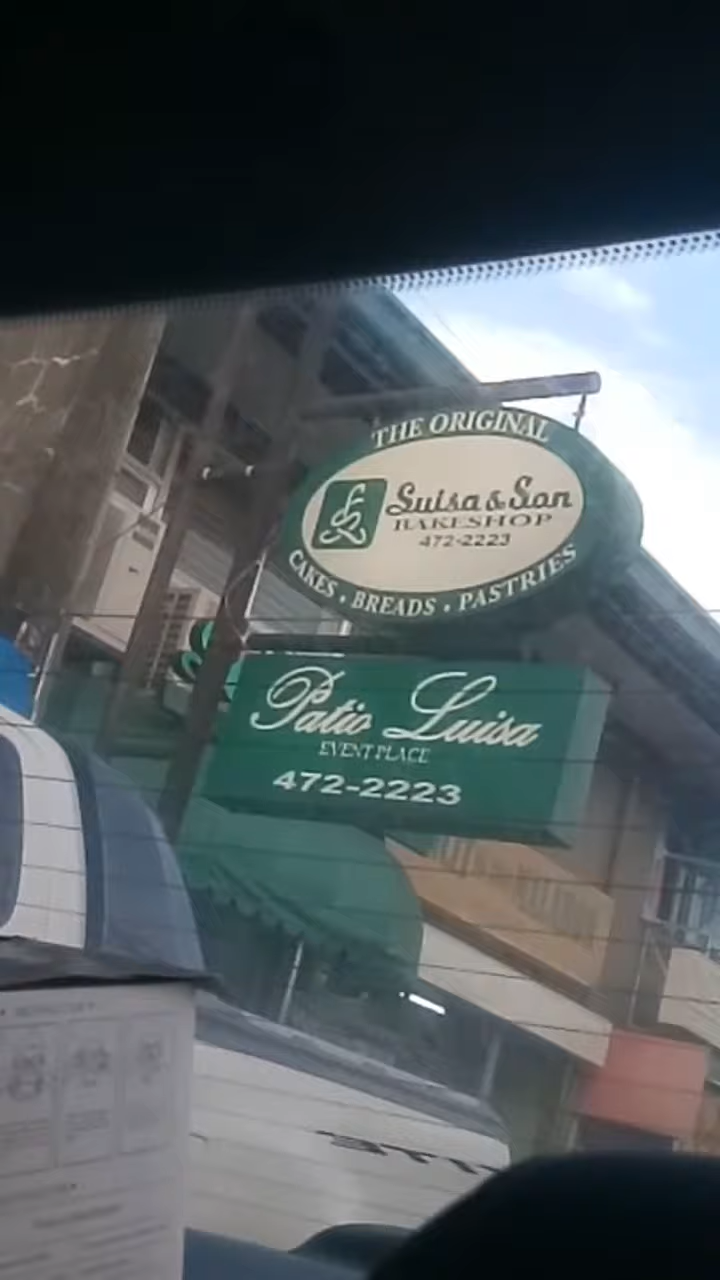 THE ORIGINAL
Luisa & Son
BAKESHOP
472-2223
CAKES • BREADS • PASTRIES
Patio Luisa
EVENT PLACE
472-2223